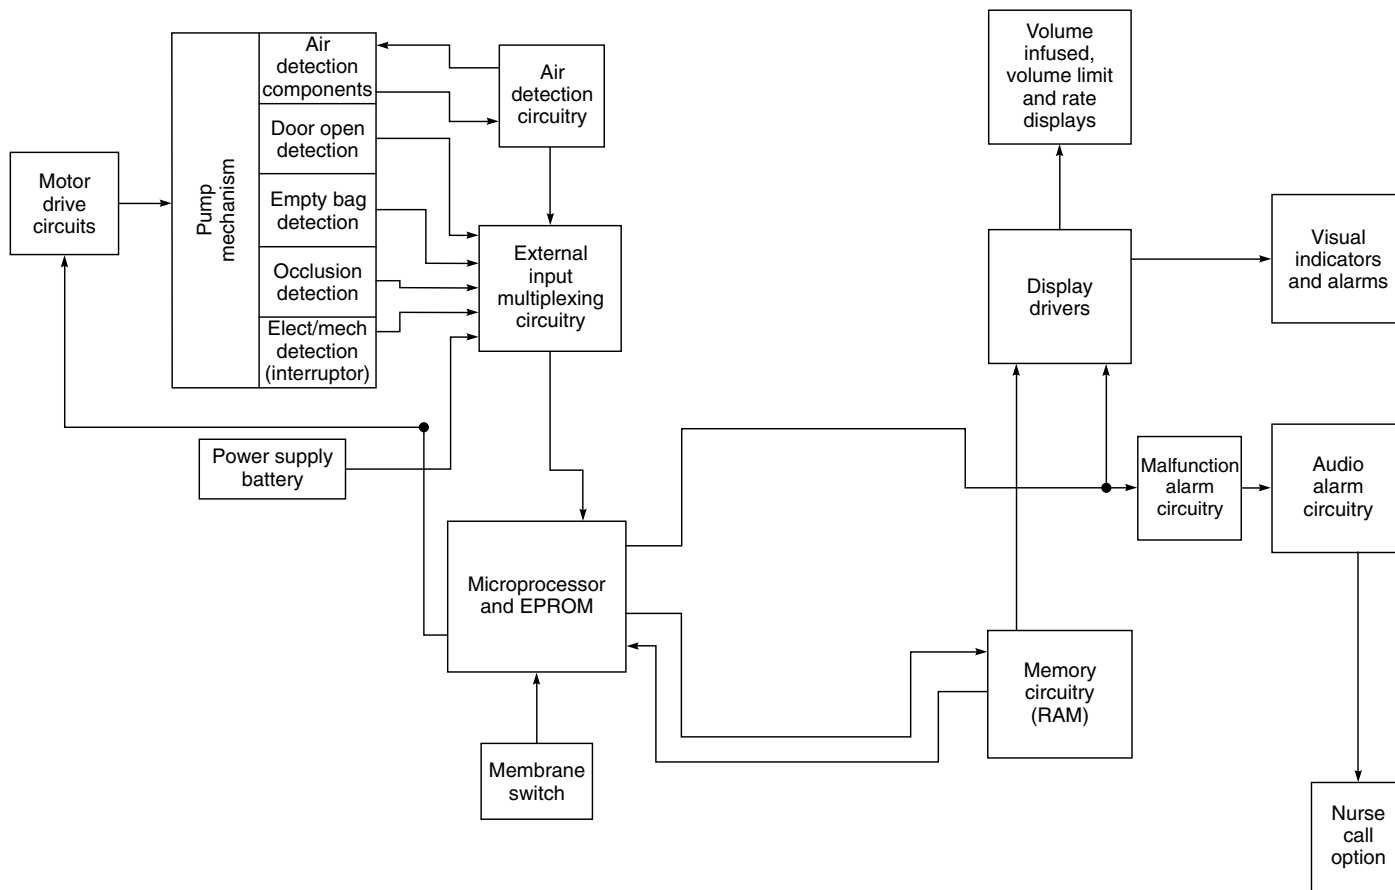 Volume
infused,
volume limit
and rate
displays
Air
detection
components
Air
detection
circuitry
Door open
detection
Motor
drive
circuits
Pump
mechanism
Empty bag
detection
External
input
multiplexing
circuitry
Occlusion
detection
Elect/mech
detection
(interruptor)
Display
drivers
Visual
indicators
and alarms
Power supply
battery
Malfunction
alarm
circuitry
Audio
alarm
circuitry
Microprocessor
and EPROM
Memory
circuitry
(RAM)
Membrane
switch
Nurse
call
option